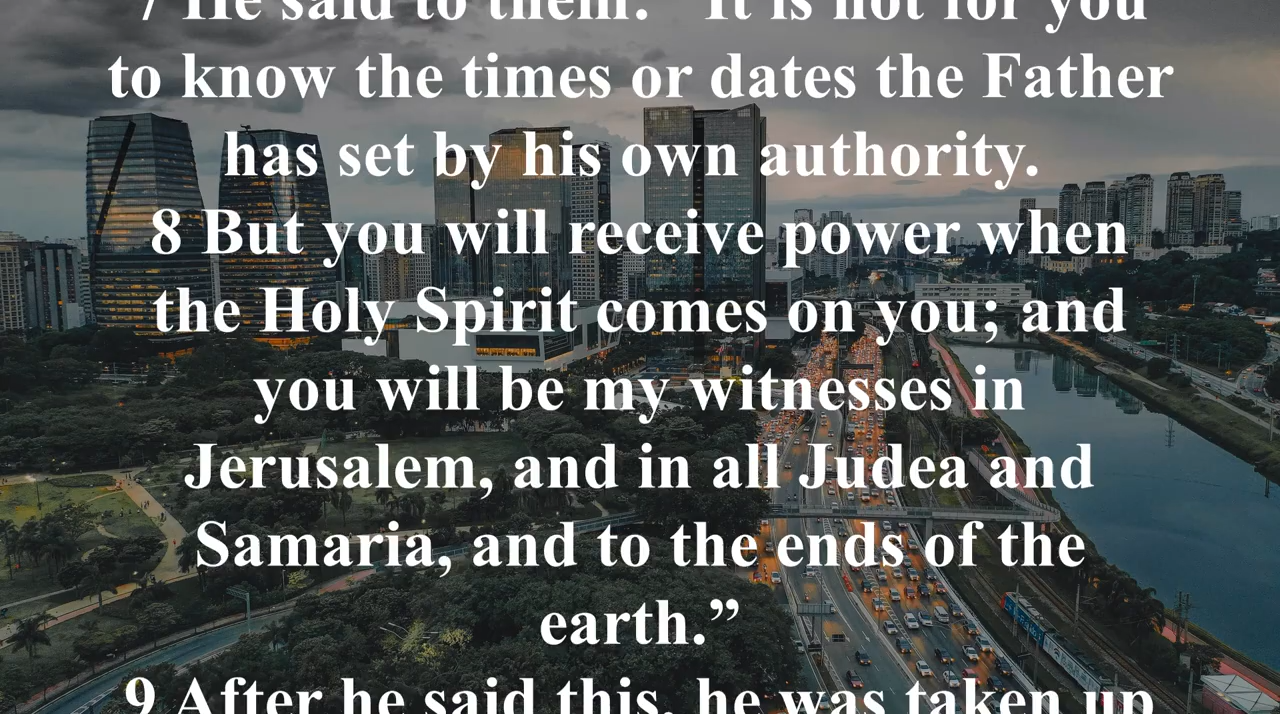 7 He said to them: “It is not for you
to know the times or dates the Father
has set by his own authority.
8 But you will receive power when
the Holy Spirit comes on you; and
you will be my witnesses in
Jerusalem, and in all Judea and
Samaria, and to the ends of the
earth.”
9 After he said this, he was taken up